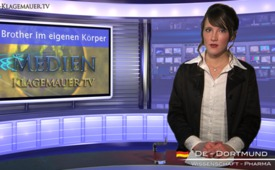 KLAGEMAUER.TV
Brother im eigenen Körper
MEDIEN
KLAGEMAUER.TV
DE - DORTMUND
WISSENSCHAFT - PHARMA